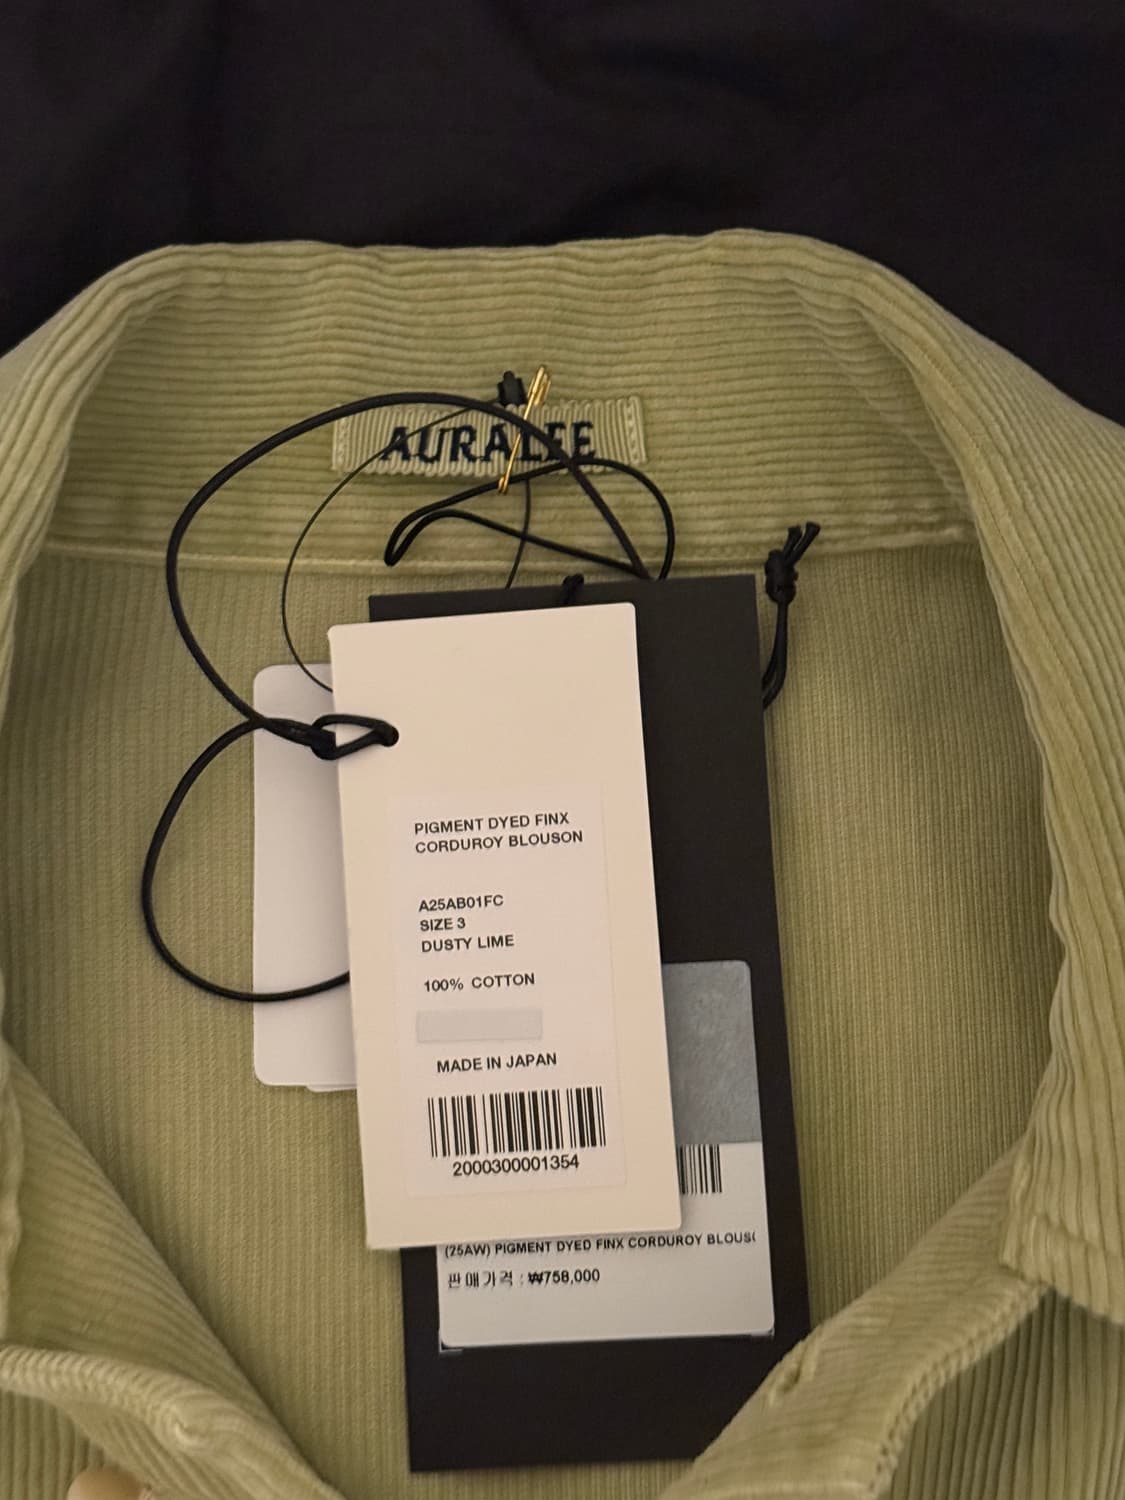 AURALEE
PIGMENT DYED FINX
CORDUROY BLOUSON
A25AB01FC
SIZE 3
DUSTY LIME
100% COTTON
MADE IN JAPAN
2000300001354
(25AW) PIGMENT DYED FINX CORDUROY
판매가격 : ₩758,000